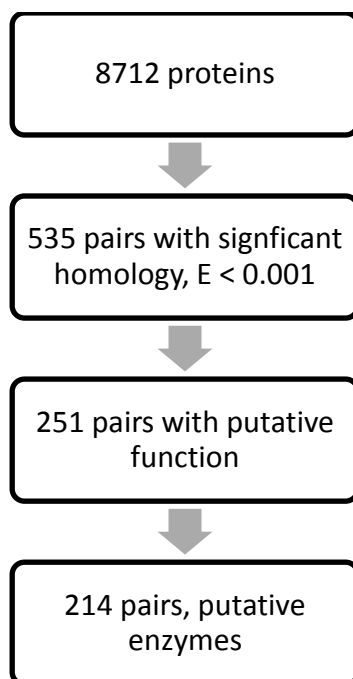 8712 proteins
535 pairs with signficant
homology, E < 0.001
251 pairs with putative
function
214 pairs, putative
enzymes